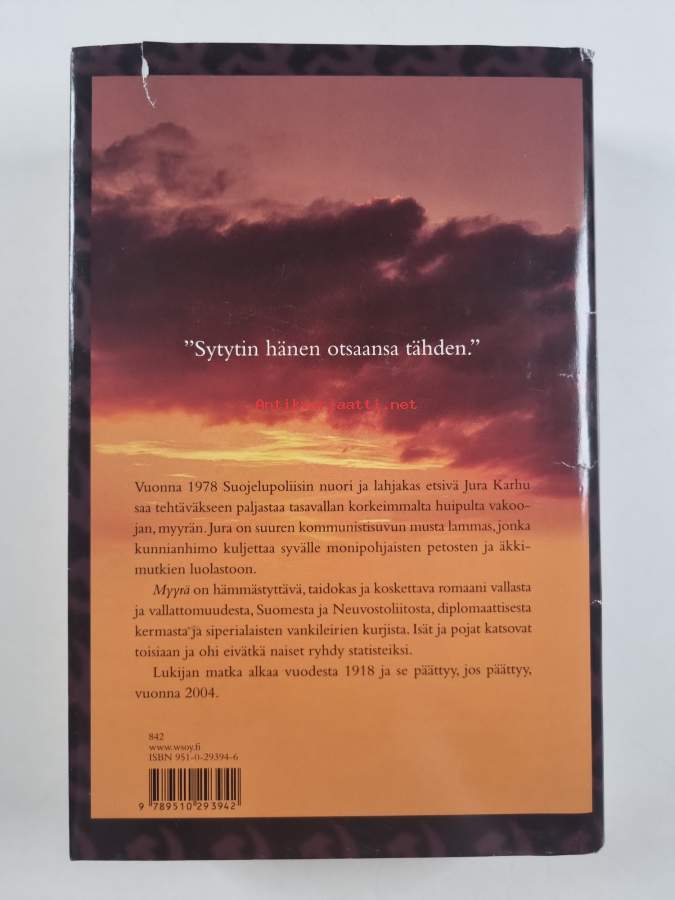 ”Sytytin hänen otsaansa tähden.”
Antikvariaatti.net
Vuonna 1978 Suojelupoliisin nuori ja lahjakas etsivä Jura Karhu
saa tehtäväkseen paljastaa tasavallan korkeimmalta huipulta vakoo-
jan, myyrän. Jura on suuren kommunistisuvun musta lammas, jonka
kunnianhimo kuljettaa syvälle monipohjaisten petosten ja äkki-
mutkien luolastoon.
Myyrä on hämmästyttävä, taidokas ja koskettava romaani vallasta
ja vallattomuudesta, Suomesta ja Neuvostoliitosta, diplomaattisesta
kermasta ja siperialaisten vankileirien kurjista. Isät ja pojat katsovat
toisiaan ja ohi eivätkä naiset ryhdy statisteiksi.
Lukijan matka alkaa vuodesta 1918 ja se päättyy, jos päättyy,
vuonna 2004.
842
www.wsoy.fi
ISBN 951-0-29394-6
9 789510 293942